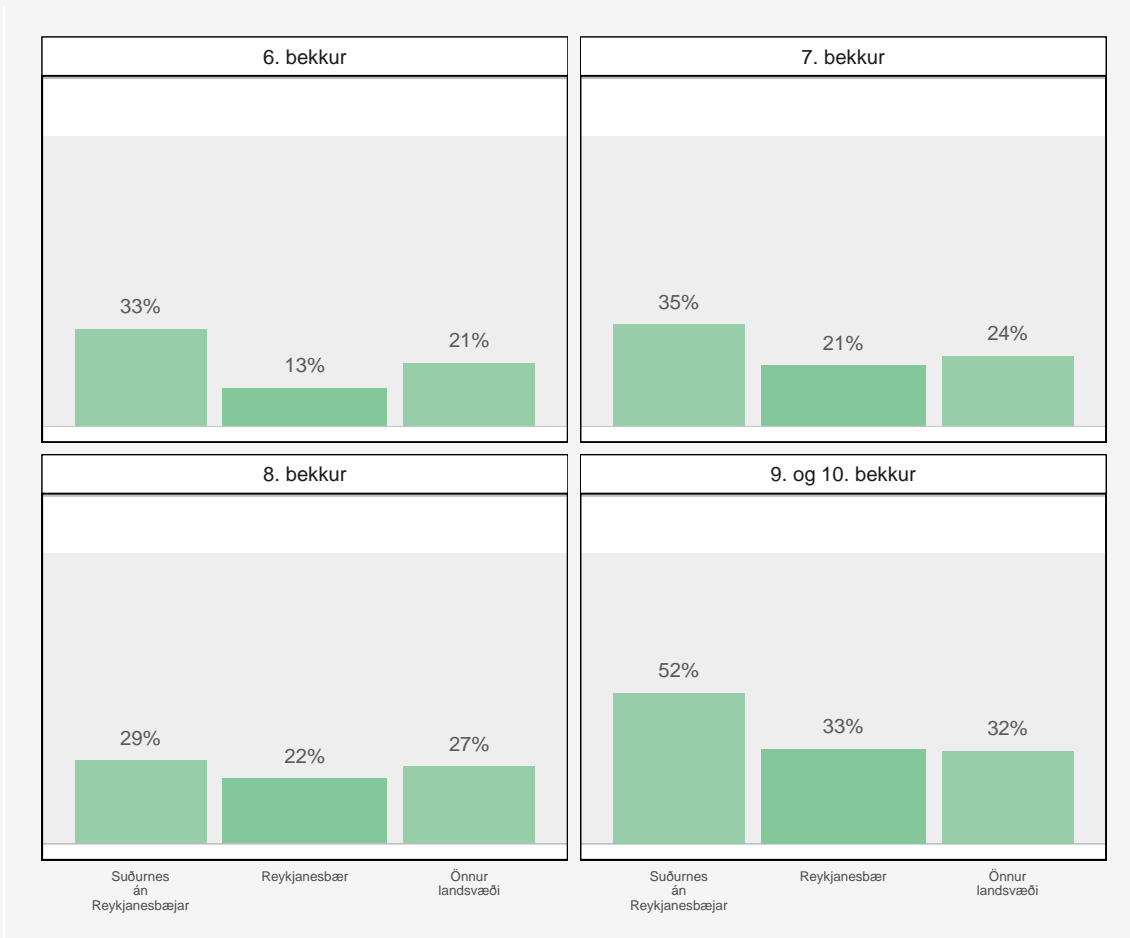 6. bekkur
7. bekkur
33%
13%
21%
35%
21%
24%
8. bekkur
9. og 10. bekkur
29%
22%
27%
52%
33%
32%
Suðurnes
án
Reykjanesbæjar
Reykjanesbær
Önnur
landsvæði
Suðurnes
án
Reykjanesbæjar
Reykjanesbær
Önnur
landsvæði